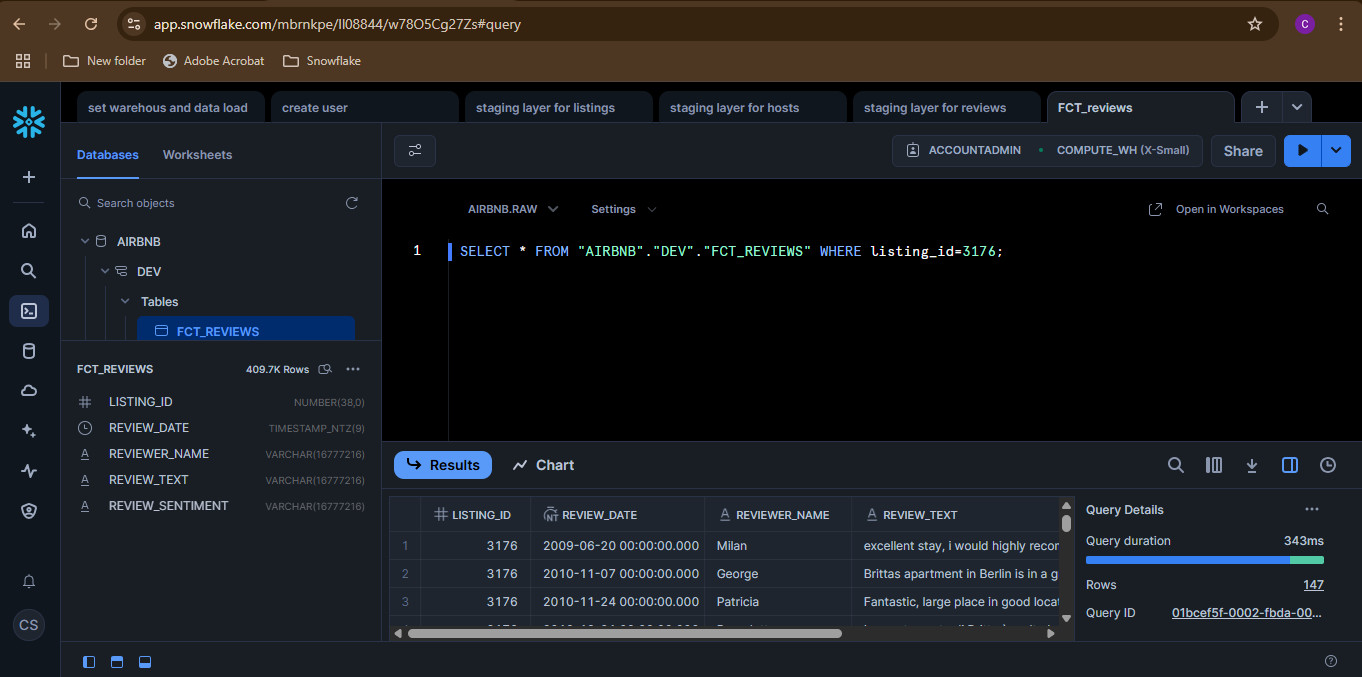 app.snowflake.com/mbrnkpe/ll08844/w78O5Cg27Zs#query
C
New folder
Adobe Acrobat
Snowflake
set warehous and data load
create user
staging layer for listings
staging layer for hosts
staging layer for reviews
FCT_reviews
Databases
Worksheets
ACCOUNTADMIN
COMPUTE_WH (X-Small)
Share
Search objects
AIRBNB
DEV
Tables
FCT_REVIEWS
AIRBNB.RAW
Settings
Open in Workspaces
1 SELECT * FROM "AIRBNB"."DEV"."FCT_REVIEWS" WHERE listing_id=3176;
FCT_REVIEWS 409.7K Rows
LISTING_ID NUMBER(38,0)
REVIEW_DATE TIMESTAMP_NTZ(9)
REVIEWER_NAME VARCHAR(16777216)
REVIEW_TEXT VARCHAR(16777216)
REVIEW_SENTIMENT VARCHAR(16777216)
CS
Results
Chart
LISTING_ID NT REVIEW_DATE REVIEWER_NAME REVIEW_TEXT
1 3176 2009-06-20 00:00:00.000 Milan excellent stay, i would highly recor
2 3176 2010-11-07 00:00:00.000 George Brittas apartment in Berlin is in a g
3 3176 2010-11-24 00:00:00.000 Patricia Fantastic, large place in good locat
Query Details
Query duration 343ms
Rows 147
Query ID 01bcef5f-0002-fbda-00...